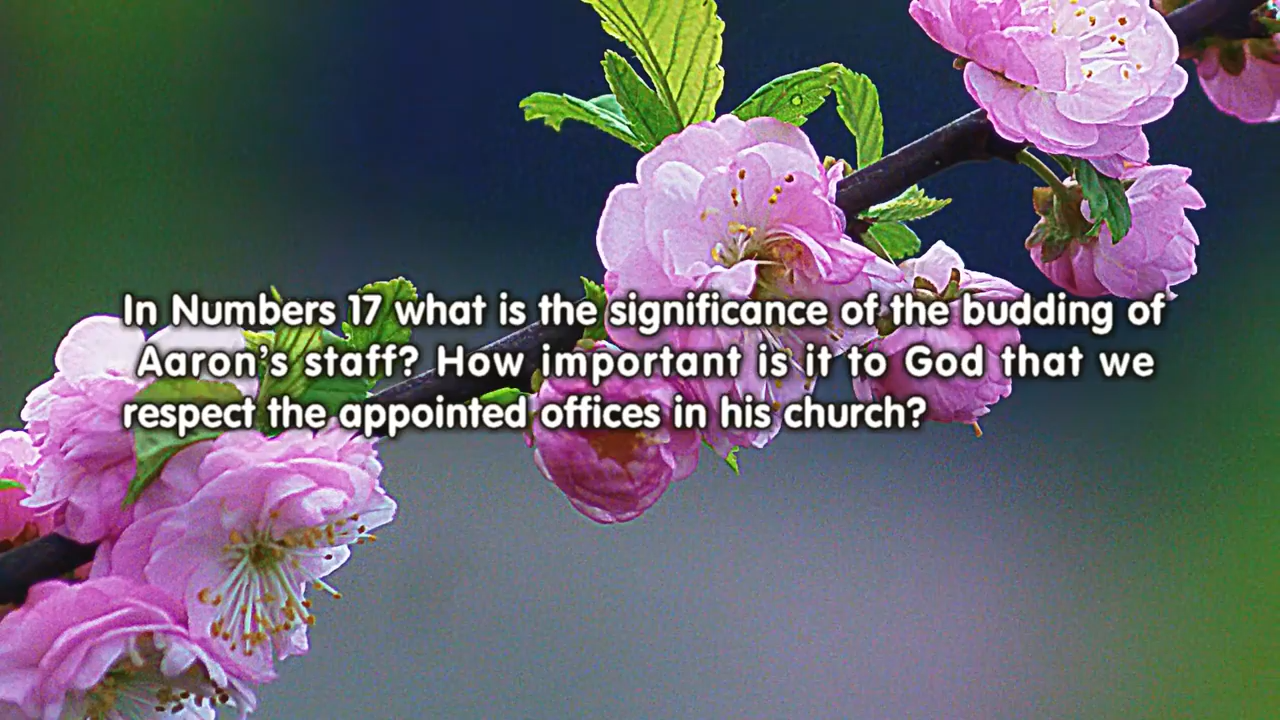 In Numbers 17 what is the significance of the budding of
Aaron’s staff? How important is it to God that we
respect the appointed offices in his church?